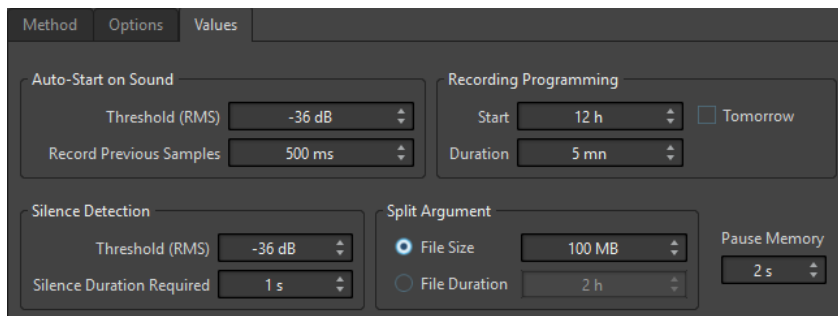 Method Options Values
Auto-Start on Sound
Threshold (RMS) -36 dB
Record Previous Samples 500 ms
Recording Programming
Start 12 h Tomorrow
Duration 5 mn
Silence Detection
Threshold (RMS) -36 dB
Silence Duration Required 1 s
Split Argument
File Size 100 MB
File Duration 2 h
Pause Memory
2 s